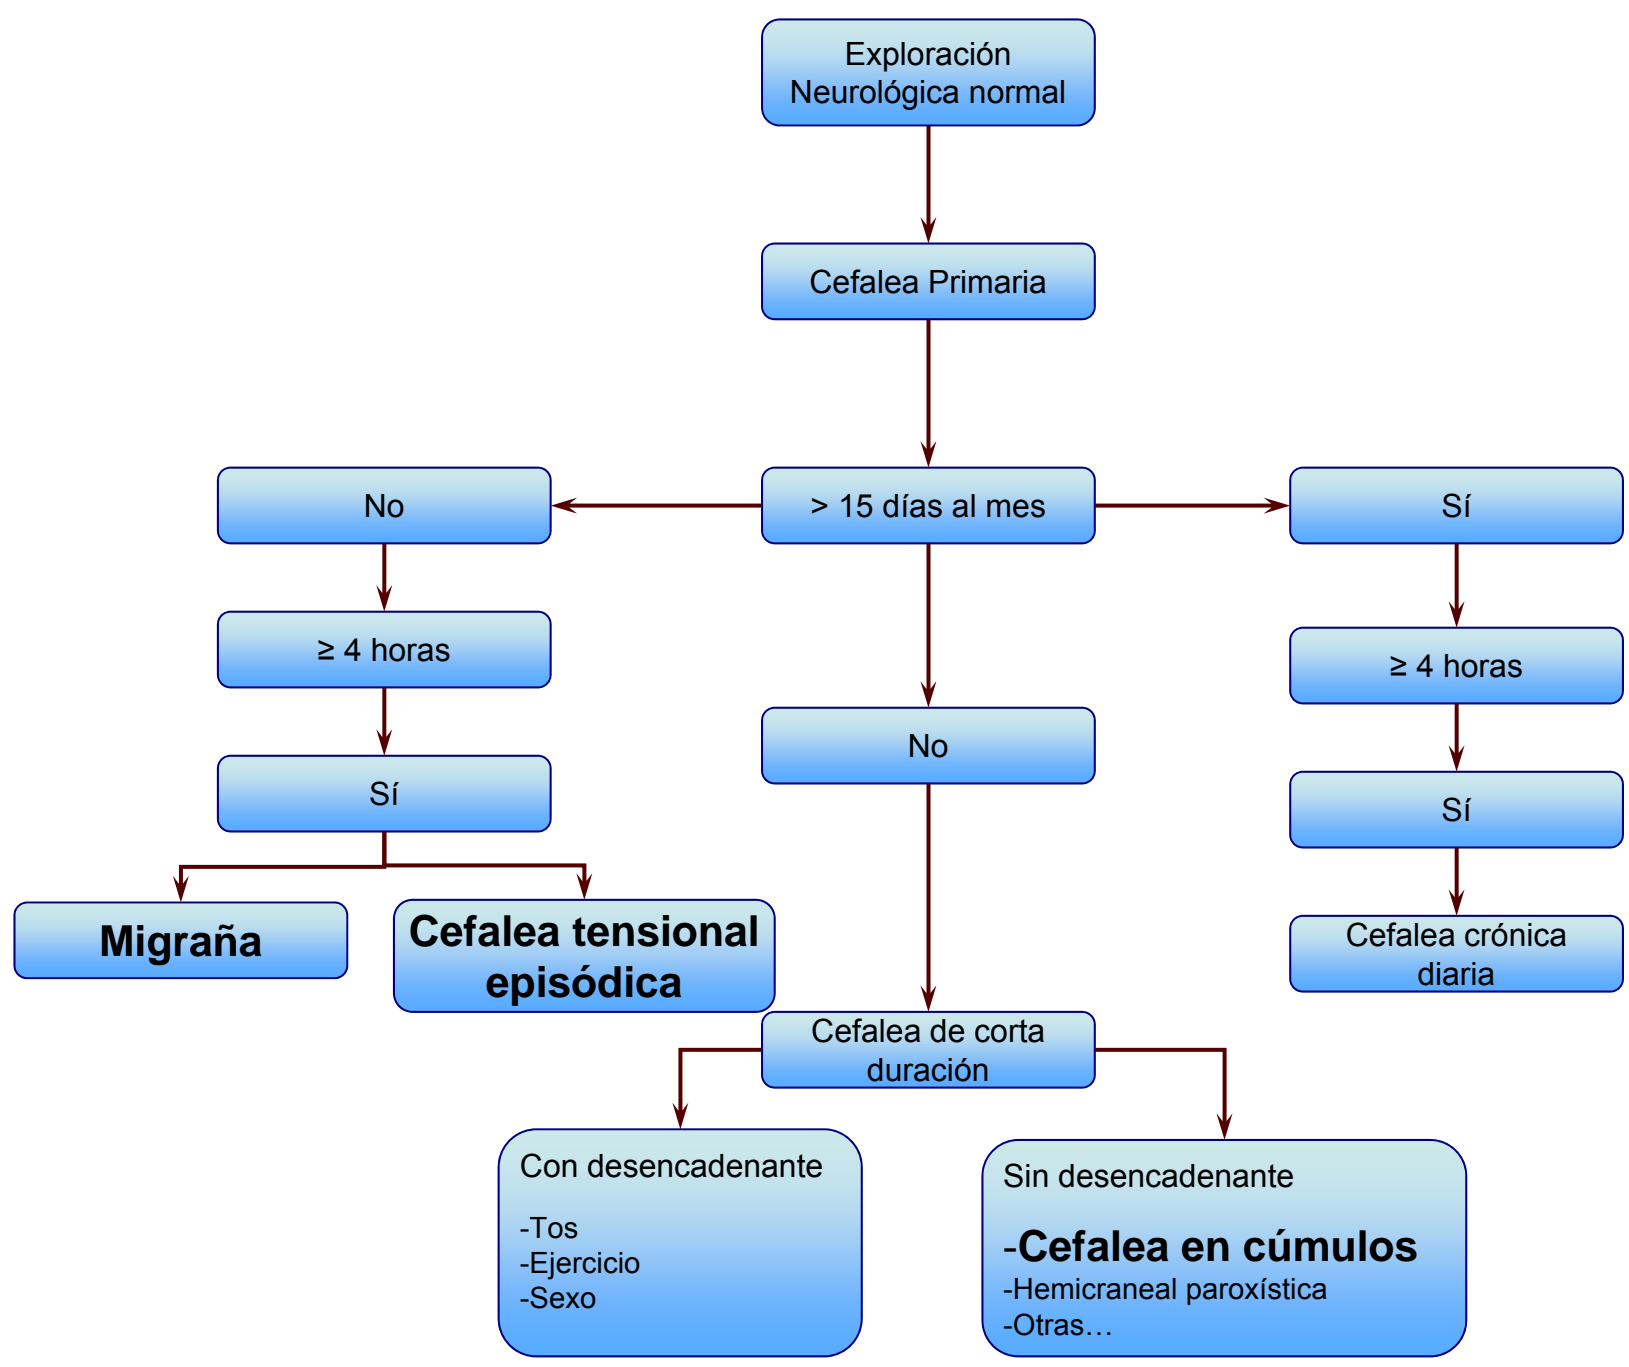 Exploración
Neurológica normal
Cefalea Primaria
No
> 15 días al mes
Sí
≥ 4 horas
≥ 4 horas
No
Sí
Sí
Migraña
Cefalea tensional
episódica
Cefalea crónica
diaria
Cefalea de corta
duración
Con desencadenante
-Tos
-Ejercicio
-Sexo
Sin desencadenante
-Cefalea en cúmulos
-Hemicraneal paroxística
-Otras…